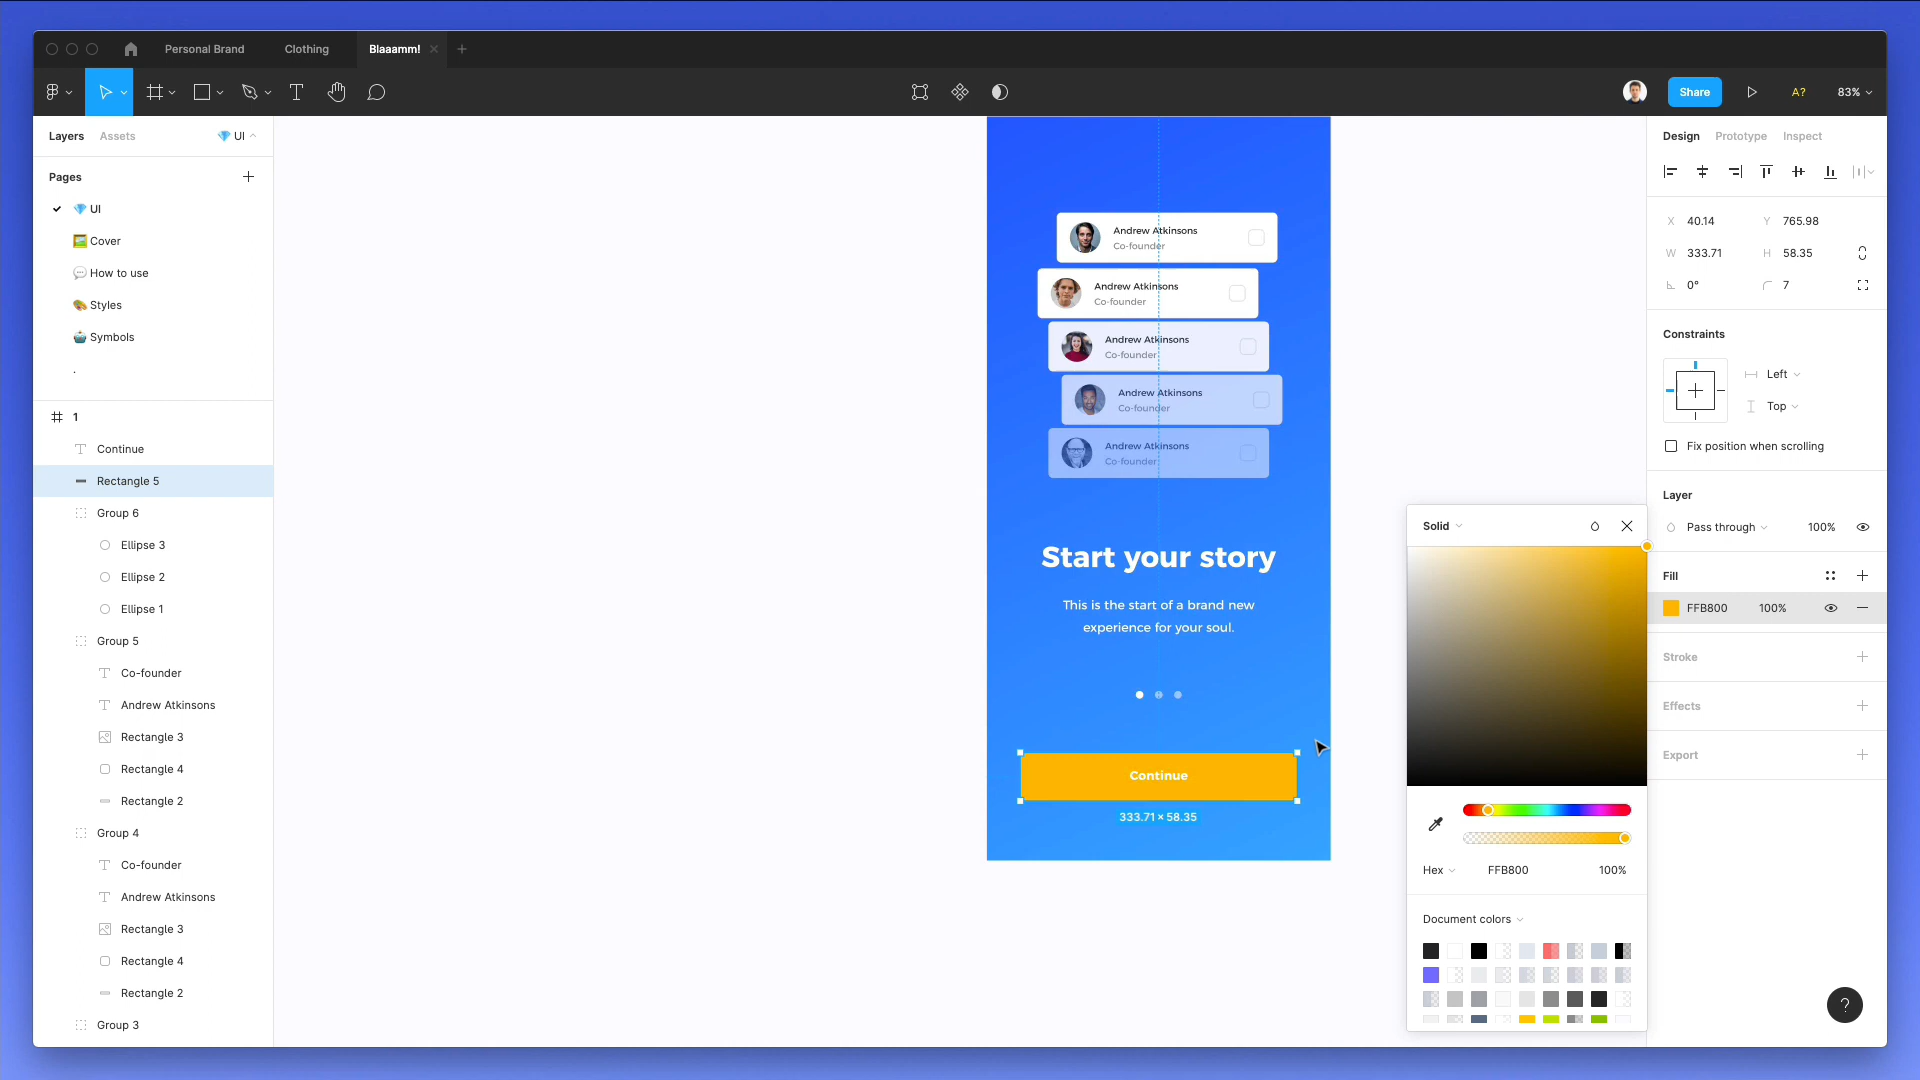 Personal Brand
Clothing
Blaaamm!
Share
A?
83%
Layers
Assets
UI
Pages
UI
Cover
How to use
Styles
Symbols
.
1
Continue
Rectangle 5
Group 6
Ellipse 3
Ellipse 2
Ellipse 1
Group 5
Co-founder
Andrew Atkinsons
Rectangle 3
Rectangle 4
Rectangle 2
Group 4
Co-founder
Andrew Atkinsons
Rectangle 3
Rectangle 4
Rectangle 2
Group 3
Andrew Atkinsons
Co-founder
Andrew Atkinsons
Co-founder
Andrew Atkinsons
Co-founder
Andrew Atkinsons
Co-founder
Andrew Atkinsons
Co-founder
Start your story
This is the start of a brand new
experience for your soul.
Continue
333.71 × 58.35
Solid
Hex
FFB800
100%
Document colors
Design
Prototype
Inspect
X 40.14
Y 765.98
W 333.71
H 58.35
0°
7
Constraints
Left
Top
Fix position when scrolling
Layer
Pass through
100%
Fill
FFB800
100%
Stroke
Effects
Export
?